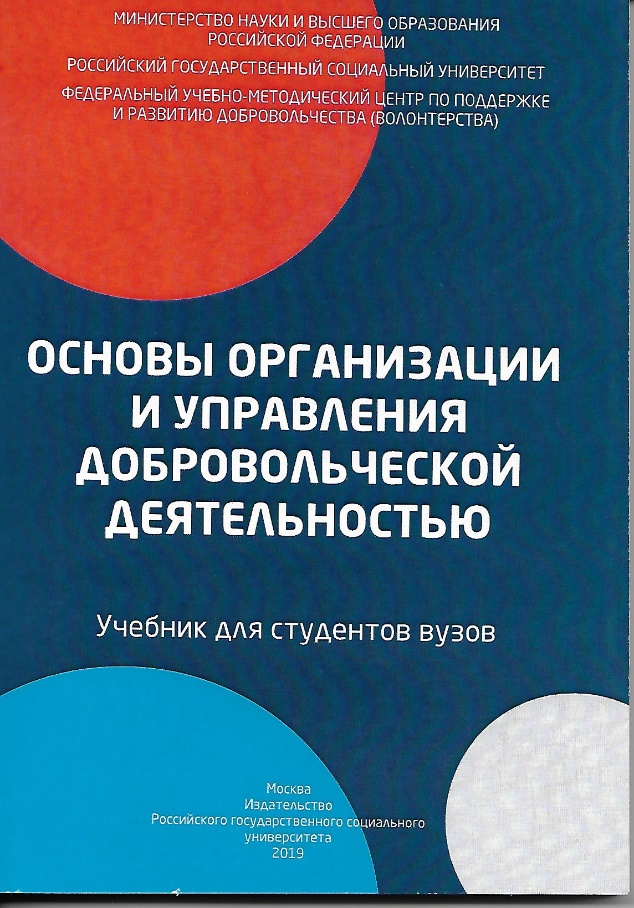 МИНИСТЕРСТВО НАУКИ И ВЫСШЕГО ОБРАЗОВАНИЯ
РОССИЙСКОЙ ФЕДЕРАЦИИ
РОССИЙСКИЙ ГОСУДАРСТВЕННЫЙ СОЦИАЛЬНЫЙ УНИВЕРСИТЕТ
ФЕДЕРАЛЬНЫЙ УЧЕБНО-МЕТОДИЧЕСКИЙ ЦЕНТР ПО ПОДДЕРЖКЕ
И РАЗВИТИЮ ДОБРОВОЛЬЧЕСТВА (ВОЛОНТЕРСТВА)
ОСНОВЫ ОРГАНИЗАЦИИ
И УПРАВЛЕНИЯ
ДОБРОВОЛЬЧЕСКОЙ
ДЕЯТЕЛЬНОСТЬЮ
Учебник для студентов вузов
Москва
Издательство
Российского государственного социального
университета
2019